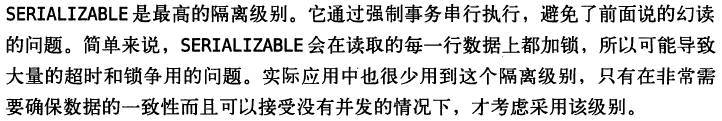 SERIALIZABLE 是最高的隔离级别。它通过强制事务串行执行，避免了前面说的幻读
的问题。简单来说，SERIALIZABLE 会在读取的每一行数据上都加锁，所以可能导致
大量的超时和锁争用的问题。实际应用中也很少用到这个隔离级别，只有在非常需
要确保数据的一致性而且可以接受没有并发的情况下，才考虑采用该级别。